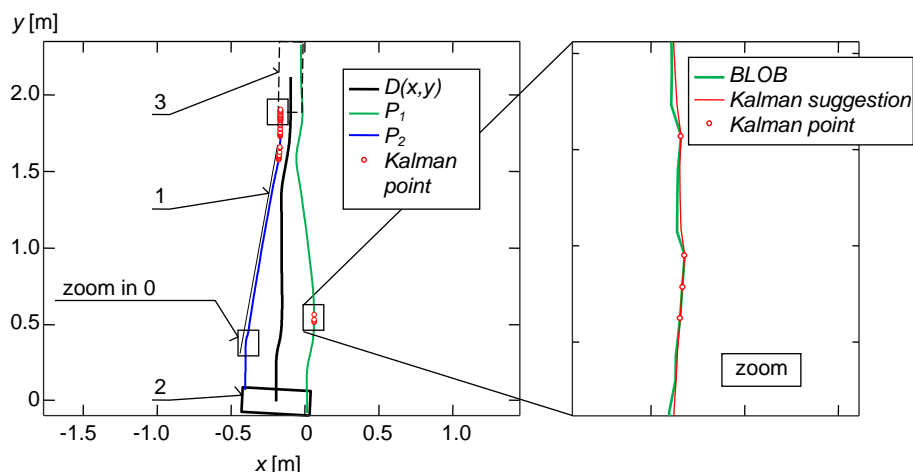 y [m]
2.0
1.5
1.0
0.5
0
3
1
zoom in 0
2
D(x,y)
P1
P2
Kalman
point
-1.5
-1.0
-0.5
0
0.5
1.0
x [m]
BLOB
Kalman suggestion
Kalman point
zoom